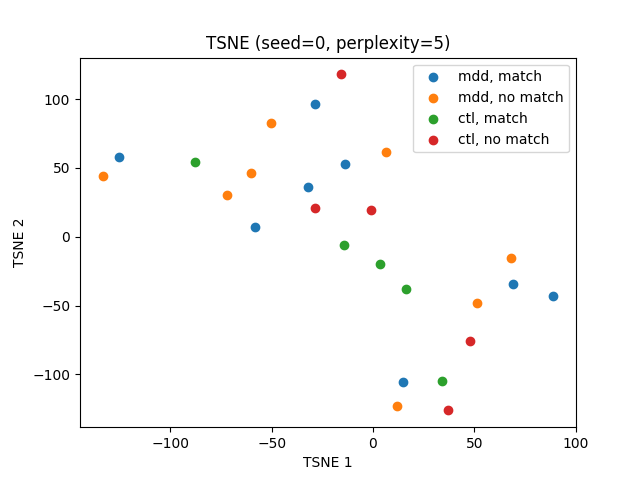 TSNE (seed=0, perplexity=5)
mdd, match
mdd, no match
ctl, match
ctl, no match
100
50
0
−50
−100
TSNE 2
−100
−50
0
50
100
TSNE 1